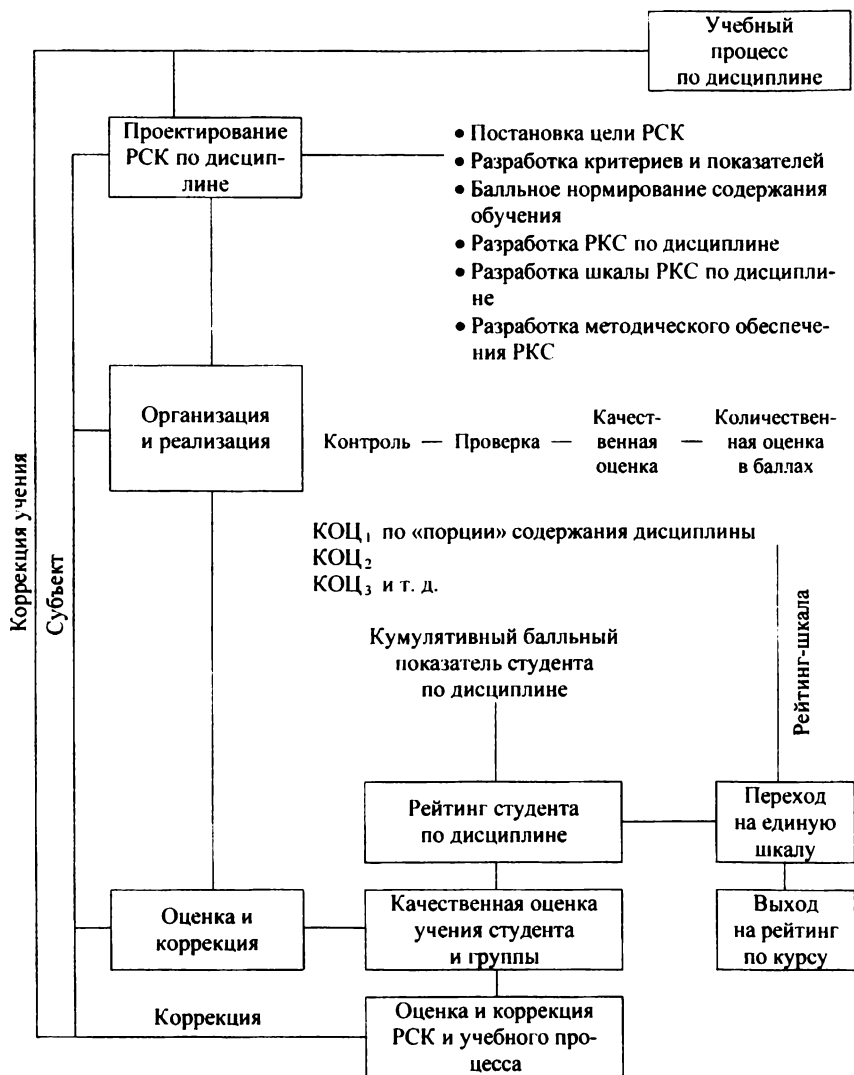 Учебный
процесс
по дисциплине
Проектирование
РСК по дисцип-
лине
• Постановка цели РСК
• Разработка критериев и показателей
• Балльное нормирование содержания
обучения
• Разработка РКС по дисциплине
• Разработка шкалы РКС по дисципли-
не
• Разработка методического обеспече-
ния РКС
Организация
и реализация
Контроль — Проверка — Качест-
венная
оценка — Количествен-
ная оценка
в баллах
Коррекция учения
Субъект
КОЦ₁ по «порции» содержания дисциплины
КОЦ₂
КОЦ₃ и т. д.
Рейтинг-шкала
Кумулятивный балльный
показатель студента
по дисциплине
Рейтинг студента
по дисциплине
Переход
на единую
шкалу
Оценка и
коррекция
Качественная оценка
учения студента
и группы
Выход
на рейтинг
по курсу
Коррекция
Оценка и коррекция
РСК и учебного про-
цесса